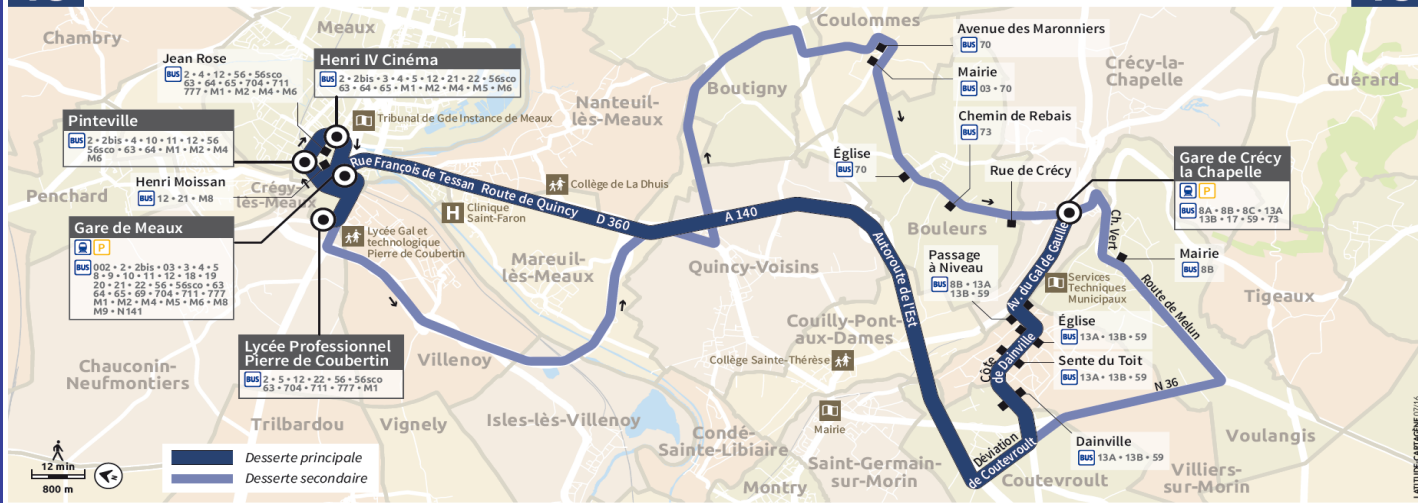 Chambry
Meaux
Coulommes
Jean Rose
BUS 2 • 4 • 12 • 56 • 56sco
63 • 64 • 65 • 704 • 711
777 • M1 • M2 • M4 • M6
Henri IV Cinéma
BUS 2 • 2bis • 3 • 4 • 5 • 12 • 21 • 22 • 56sco
63 • 64 • 65 • M1 • M2 • M4 • M5 • M6
Avenue des Maronniers
BUS 70
Mairie
BUS 03 • 70
Crécy-la-
Chapelle
Guérard
Boutigny
Nanteuil-
lès-Meaux
Tribunal de Gde Instance de Meaux
Pinteville
BUS 2 • 2bis • 4 • 10 • 11 • 12 • 56
56sco • 63 • 64 • M1 • M2 • M4
M6
Chemin de Rebais
BUS 73
Église
BUS 70
Rue de Crécy
Gare de Crécy
la Chapelle
P
BUS 8A • 8B • 8C • 13A
13B • 17 • 59 • 73
Penchard
Henri Moissan
BUS 12 • 21 • M8
Crégy-
lès-Meaux
Rue François de Tessan Route de Quincy D 360
Collège de La Dhuis
H Clinique
Saint-Faron
A 140
Gare de Meaux
P
BUS 002 • 2 • 2bis • 03 • 3 • 4 • 5
8 • 9 • 10 • 11 • 12 • 18 • 19
20 • 21 • 22 • 56 • 56sco • 63
64 • 65 • 69 • 704 • 711 • 777
M1 • M2 • M4 • M5 • M6 • M8
M9 • N141
Lycée Gal et
technologique
Pierre de Coubertin
Mareuil-
lès-Meaux
Quincy-Voisins
Autoroute de l'Est
Bouleurs
Passage
à Niveau
BUS 8B • 13A
13B • 59
Av. du Gal de Gaulle
Ch. Vert
Mairie
BUS 8B
Services
Techniques
Municipaux
Route de Melun
Tigeaux
Couilly-Pont-
aux-Dames
Église
BUS 13A • 13B • 59
Lycée Professionnel
Pierre de Coubertin
BUS 2 • 5 • 12 • 22 • 56 • 56sco
63 • 704 • 711 • 777 • M1
Villenoy
Collège Sainte-Thérèse
Côte
de Dainville
Sente du Toit
BUS 13A • 13B • 59
Chauconin-
Neufmontiers
N 36
Trilbardou
Vignely
Isles-lès-Villenoy
Condé-
Sainte-Libiaire
Mairie
Dainville
BUS 13A • 13B • 59
Voulangis
Déviation
de Coutevroult
12 min
800 m
Desserte principale
Desserte secondaire
Montry
Saint-Germain-
sur-Morin
Coutevroult
Villiers-
sur-Morin